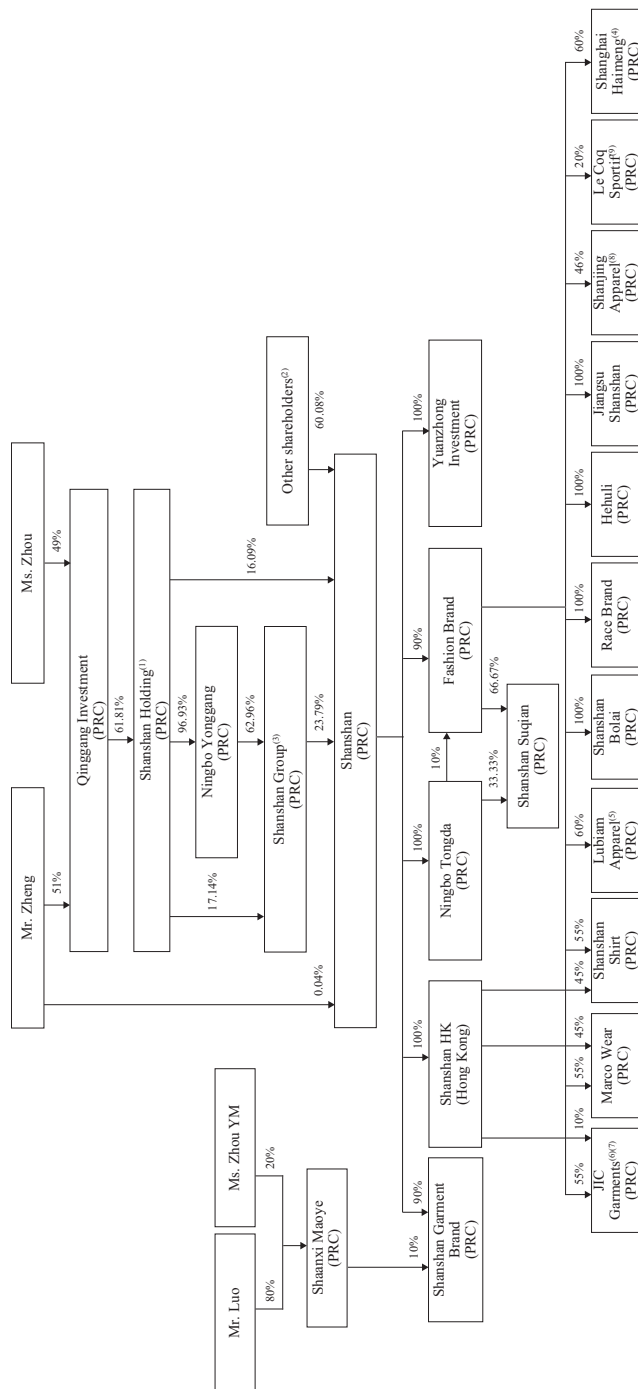 Mr. Luo
Ms. Zhou YM
Mr. Zheng
Ms. Zhou
80%
20%
51%
49%
Shaanxi Maoye
(PRC)
Qinggang Investment
(PRC)
61.81%
Shanshan Holding(1)
(PRC)
96.93%
17.14%
Ningbo Yonggang
(PRC)
62.96%
16.09%
Shanshan Group(3)
(PRC)
Other shareholders(2)
0.04%
23.79%
60.08%
Shanshan
(PRC)
10%
90%
100%
100%
90%
100%
Shanshan Garment
Brand
(PRC)
Shanshan HK
(Hong Kong)
Ningbo Tongda
(PRC)
10%
Fashion Brand
(PRC)
Yuanzhong
Investment
(PRC)
33.33%
66.67%
Shanshan Suqian
(PRC)
55%
10%
55%
45%
45%
55%
60%
100%
100%
100%
100%
46%
20%
60%
JIC
Garments(6)(7)
(PRC)
Marco Wear
(PRC)
Shanshan
Shirt
(PRC)
Lubiam
Apparel(5)
(PRC)
Shanshan
Bolai
(PRC)
Race Brand
(PRC)
Hehuli
(PRC)
Jiangsu
Shanshan
(PRC)
Shanjing
Apparel(8)
(PRC)
Le Coq
Sportif(9)
(PRC)
Shanghai
Haimeng(4)
(PRC)